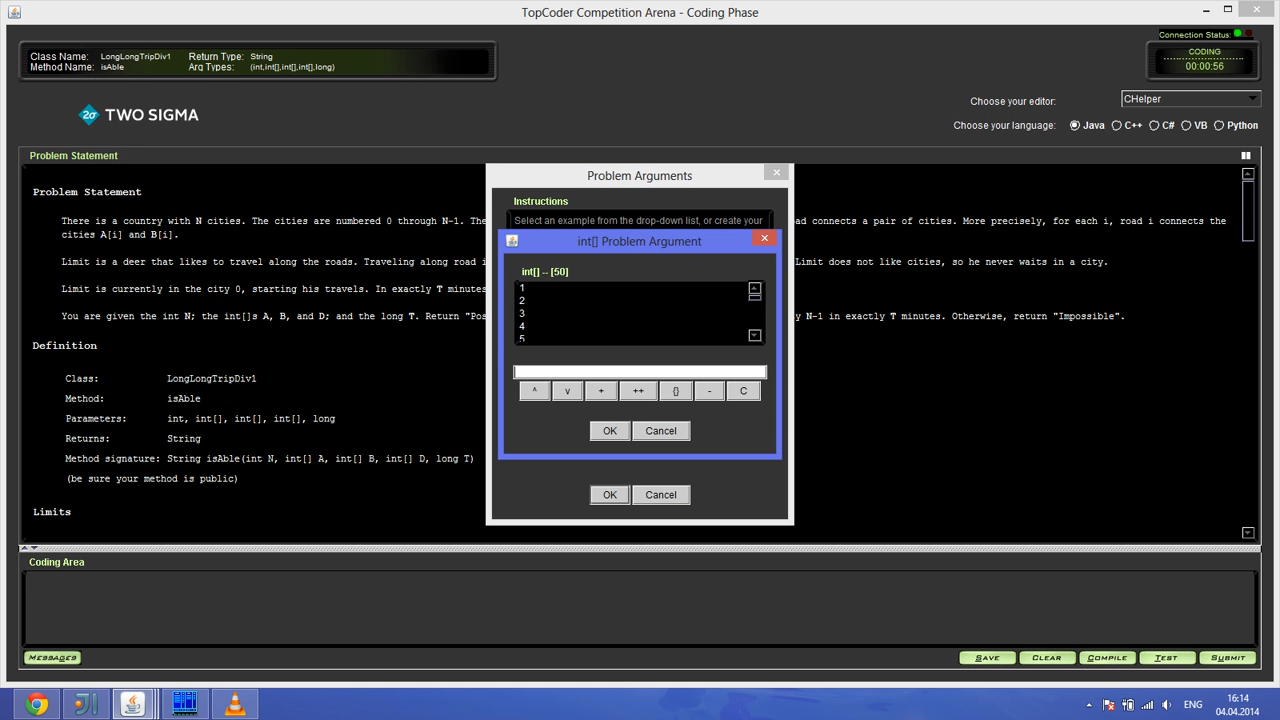 TopCoder Competition Arena - Coding Phase
Connection Status:
Class Name: LongLongTripDiv1 Return Type: String
Method Name: isAble Arg Types: (int,int[],int[],int[],long)
CODING
00:00:56
2σ TWO SIGMA
Choose your editor: CHelper
Choose your language: Java C++ C# VB Python
Problem Statement
Problem Statement
There is a country with N cities. The cities are numbered 0 through N-1. The
ad connects a pair of cities. More precisely, for each i, road i connects the
cities A[i] and B[i].
Limit is a deer that likes to travel along the roads. Traveling along road i
Limit does not like cities, so he never waits in a city.
Limit is currently in the city 0, starting his travels. In exactly T minutes
You are given the int N; the int[]s A, B, and D; and the long T. Return "Pos
y N-1 in exactly T minutes. Otherwise, return "Impossible".
Definition
Class: LongLongTripDiv1
Method: isAble
Parameters: int, int[], int[], int[], long
Returns: String
Method signature: String isAble(int N, int[] A, int[] B, int[] D, long T)
(be sure your method is public)
Limits
Problem Arguments
Instructions
Select an example from the drop-down list, or create your
int[] Problem Argument
int[] -- [50]
1
2
3
4
5
^ v + ++ {} - C
OK Cancel
OK Cancel
Coding Area
MESSAGES SAVE CLEAR COMPILE TEST SUBMIT
ENG
16:14
04.04.2014